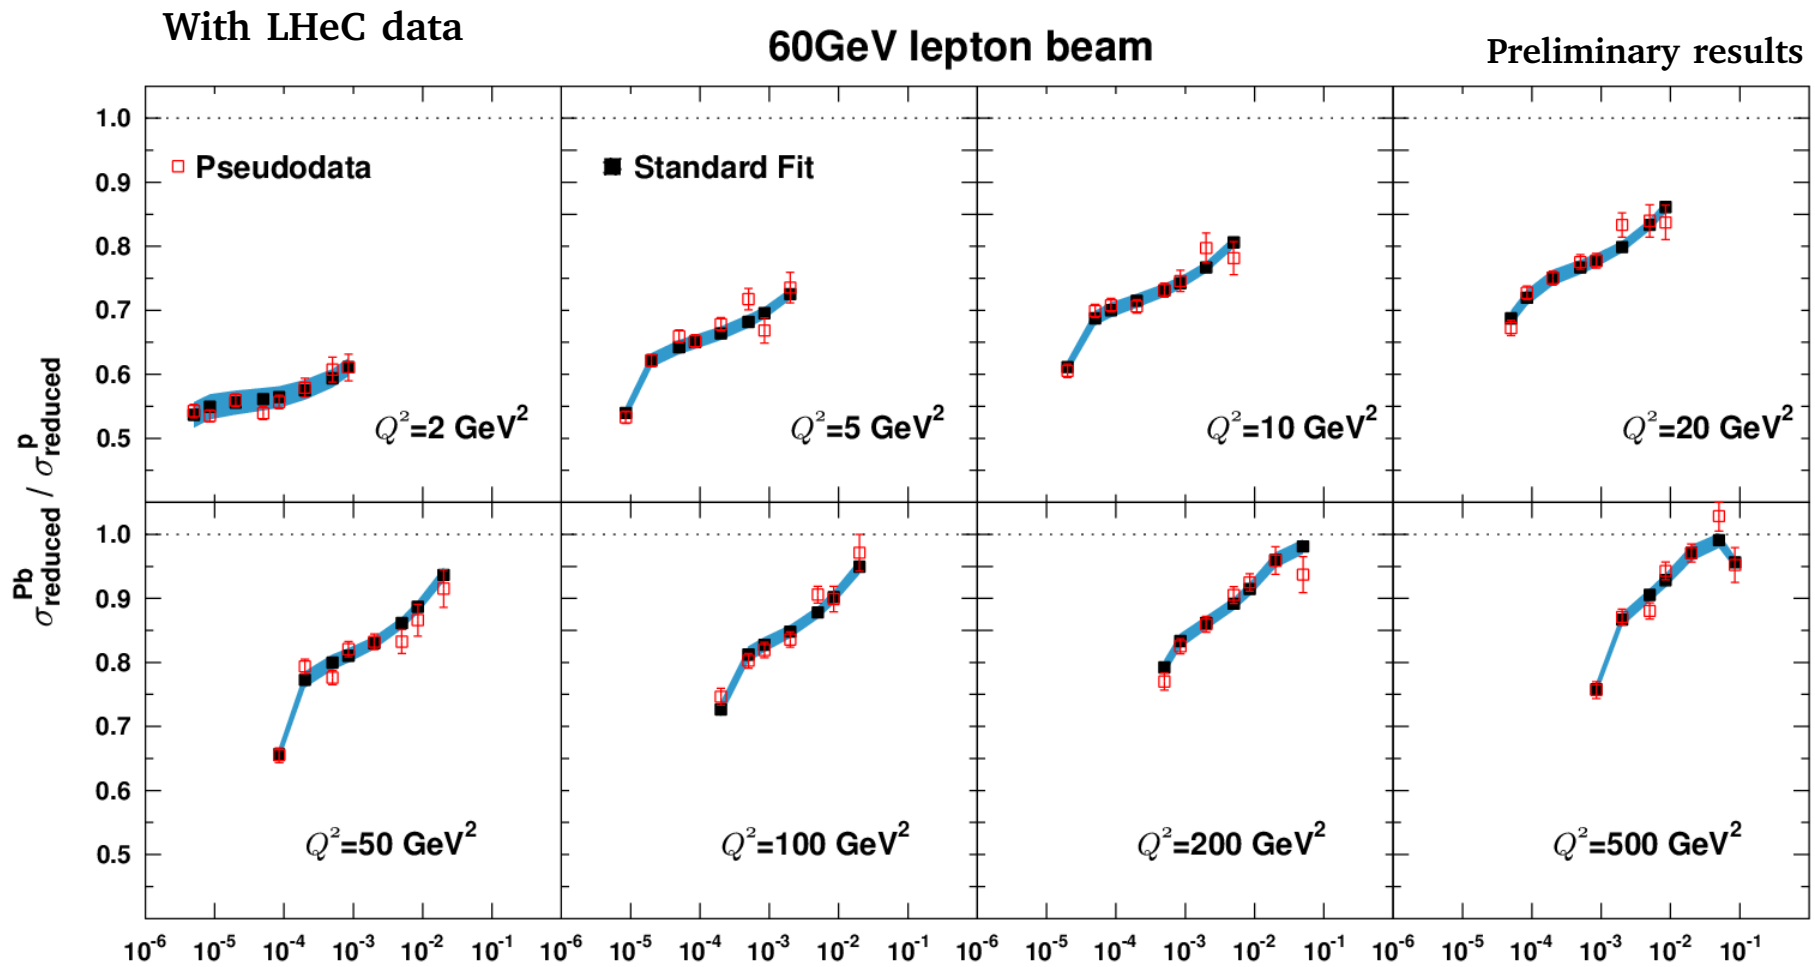 With LHeC data
60GeV lepton beam
Preliminary results
σ^Pb_reduced / σ^p_reduced
1.0
0.9
0.8
0.7
0.6
0.5
Pseudodata
Standard Fit
Q²=2 GeV²
Q²=5 GeV²
Q²=10 GeV²
Q²=20 GeV²
1.0
0.9
0.8
0.7
0.6
0.5
Q²=50 GeV²
Q²=100 GeV²
Q²=200 GeV²
Q²=500 GeV²
10⁻⁶ 10⁻⁵ 10⁻⁴ 10⁻³ 10⁻² 10⁻¹ 10⁻⁶ 10⁻⁵ 10⁻⁴ 10⁻³ 10⁻² 10⁻¹ 10⁻⁶ 10⁻⁵ 10⁻⁴ 10⁻³ 10⁻² 10⁻¹ 10⁻⁶ 10⁻⁵ 10⁻⁴ 10⁻³ 10⁻² 10⁻¹